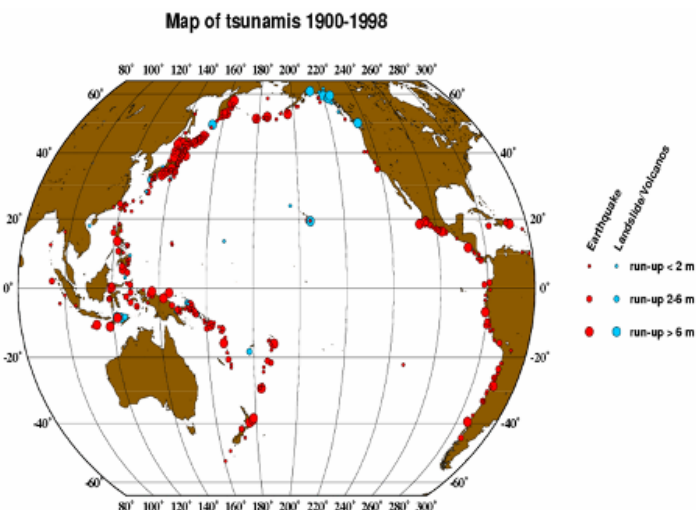 Map of tsunamis 1900-1998
80° 100° 120° 140° 160° 180° 200° 220° 240° 260° 280° 300°
60° 60°
40° 40°
20° 20°
0° 0°
-20° -20°
-40° -40°
-60° -60°
80° 100° 120° 140° 160° 180° 200° 220° 240° 260° 280° 300°
Earthquake
Landslide/Volcanos
run-up < 2 m
run-up 2-6 m
run-up > 6 m